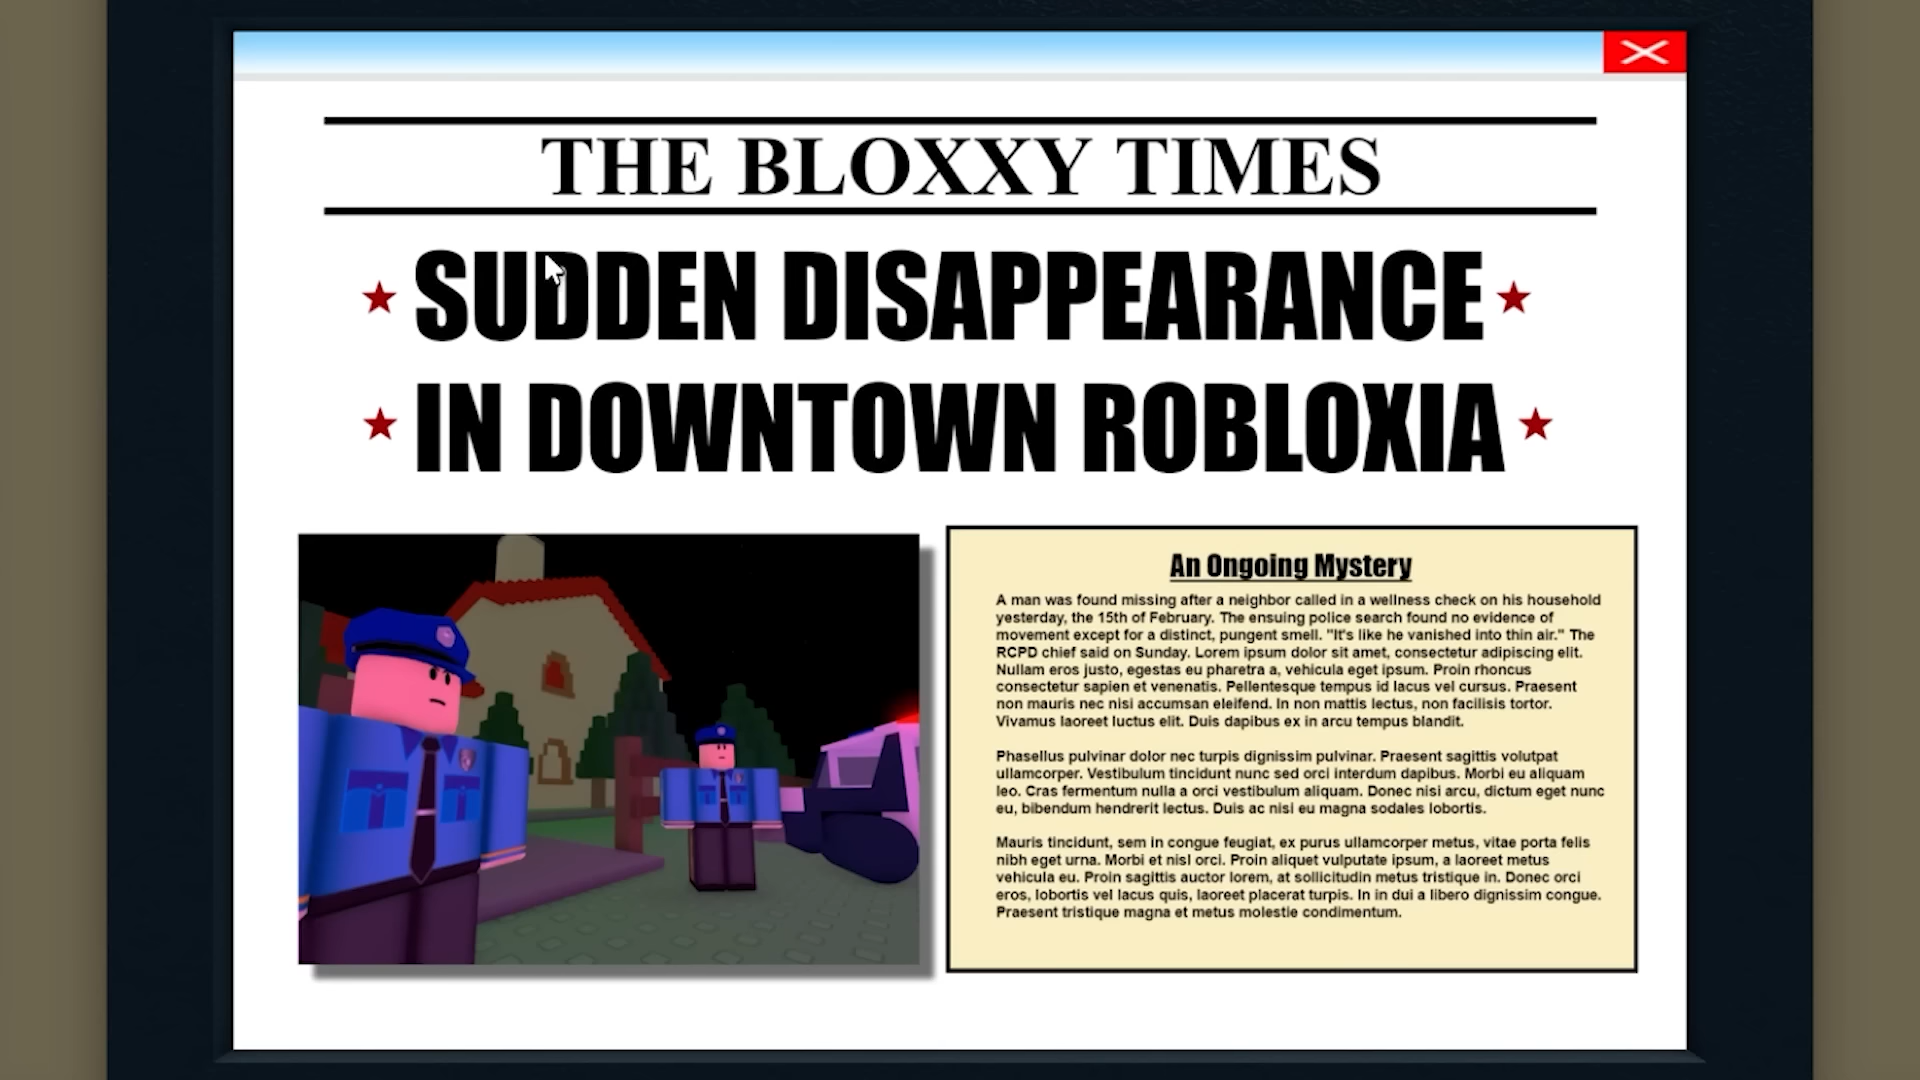 THE BLOXXY TIMES
SUDDEN DISAPPEARANCE
IN DOWNTOWN ROBLOXIA
An Ongoing Mystery
A man was found missing after a neighbor called in a wellness check on his household
yesterday, the 15th of February. The ensuing police search found no evidence of
movement except for a distinct, pungent smell. "It's like he vanished into thin air." The
RCPD chief said on Sunday. Lorem ipsum dolor sit amet, consectetur adipiscing elit.
Nullam eros justo, egestas eu pharetra a, vehicula eget ipsum. Proin rhoncus
consectetur sapien et venenatis. Pellentesque tempus id lacus vel cursus. Praesent
non mauris nec nisi accumsan eleifend. In non mattis lectus, non facilisis tortor.
Vivamus laoreet luctus elit. Duis dapibus ex in arcu tempus blandit.
Phasellus pulvinar dolor nec turpis dignissim pulvinar. Praesent sagittis volutpat
ullamcorper. Vestibulum tincidunt nunc sed orci interdum dapibus. Morbi eu aliquam
leo. Cras fermentum nulla a orci vestibulum aliquam. Donec nisi arcu, dictum eget nunc
eu, bibendum hendrerit lectus. Duis ac nisi eu magna sodales lobortis.
Mauris tincidunt, sem in congue feugiat, ex purus ullamcorper metus, vitae porta felis
nibh eget urna. Morbi et nisl orci. Proin aliquet vulputate ipsum, a laoreet metus
vehicula eu. Proin sagittis auctor lorem, at sollicitudin metus tristique in. Donec orci
eros, lobortis vel lacus quis, laoreet placerat turpis. In in dui a libero dignissim congue.
Praesent tristique magna et metus molestie condimentum.